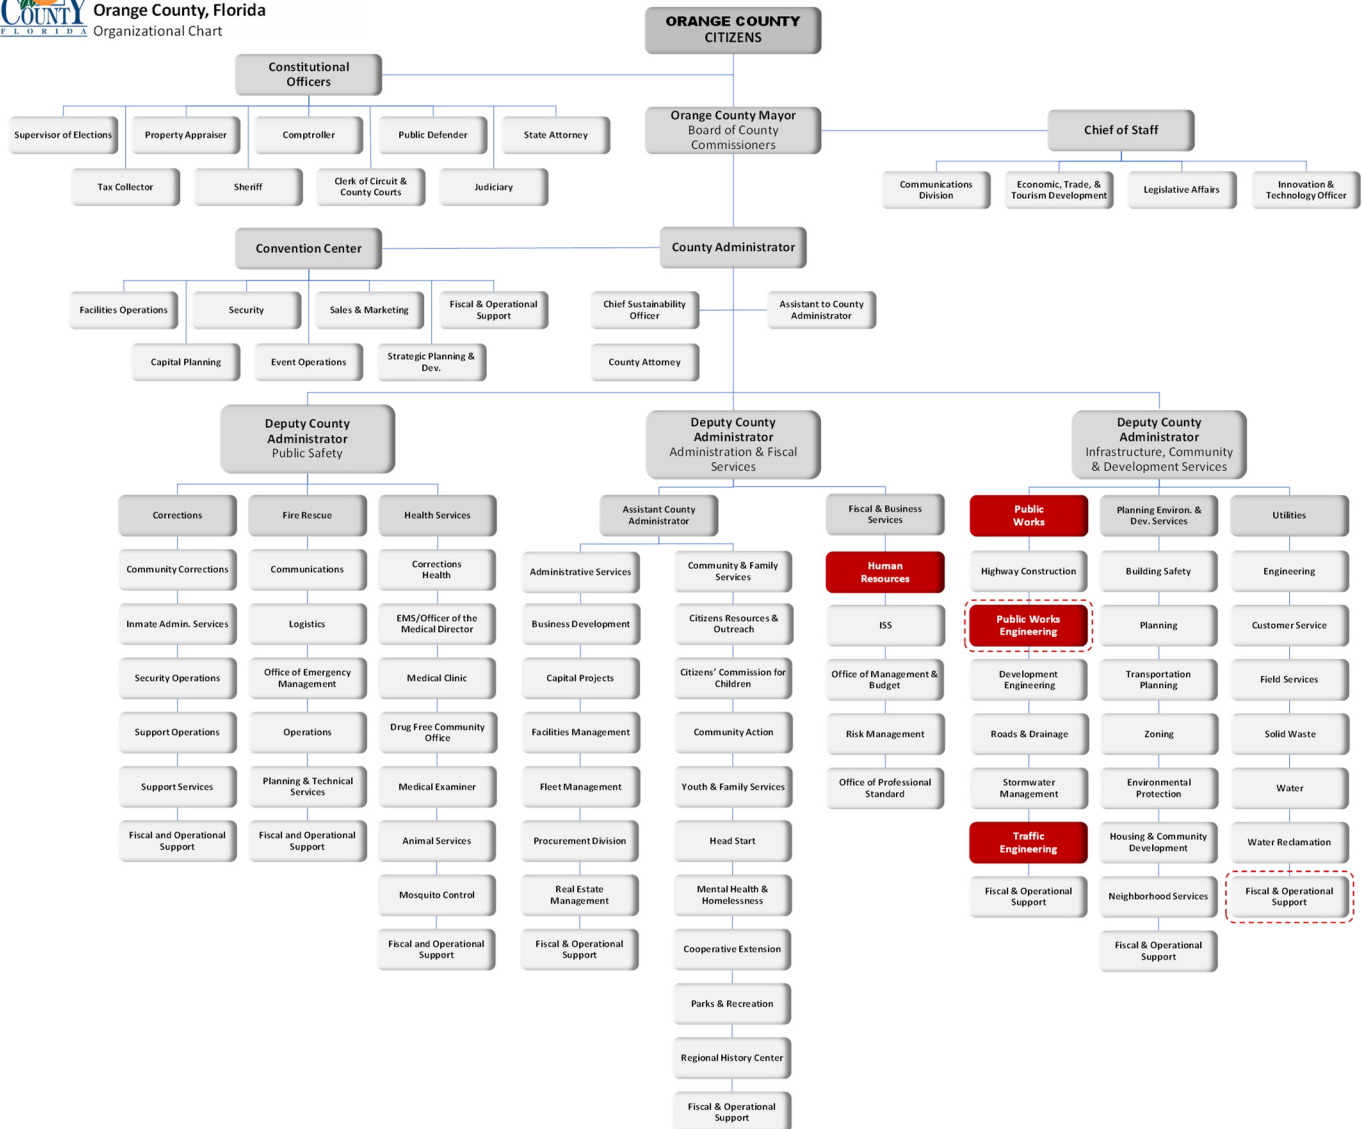 COUNTY
FLORIDA
Orange County, Florida
Organizational Chart
ORANGE COUNTY
CITIZENS
Constitutional
Officers
Supervisor of Elections
Property Appraiser
Comptroller
Public Defender
State Attorney
Tax Collector
Sheriff
Clerk of Circuit &
County Courts
Judiciary
Orange County Mayor
Board of County
Commissioners
Chief of Staff
Communications
Division
Economic, Trade, &
Tourism Development
Legislative Affairs
Innovation &
Technology Officer
Convention Center
County Administrator
Facilities Operations
Security
Sales & Marketing
Fiscal & Operational
Support
Capital Planning
Event Operations
Strategic Planning &
Dev.
Chief Sustainability
Officer
Assistant to County
Administrator
County Attorney
Deputy County
Administrator
Public Safety
Deputy County
Administrator
Administration & Fiscal
Services
Deputy County
Administrator
Infrastructure, Community
& Development Services
Corrections
Community Corrections
Inmate Admin. Services
Security Operations
Support Operations
Support Services
Fiscal and Operational
Support
Fire Rescue
Communications
Logistics
Office of Emergency
Management
Operations
Planning & Technical
Services
Fiscal and Operational
Support
Health Services
Corrections
Health
EMS/Officer of the
Medical Director
Medical Clinic
Drug Free Community
Office
Medical Examiner
Animal Services
Mosquito Control
Fiscal and Operational
Support
Assistant County
Administrator
Administrative Services
Business Development
Capital Projects
Facilities Management
Fleet Management
Procurement Division
Real Estate
Management
Fiscal & Operational
Support
Community & Family
Services
Citizens Resources &
Outreach
Citizens' Commission for
Children
Community Action
Youth & Family Services
Head Start
Mental Health &
Homelessness
Cooperative Extension
Parks & Recreation
Regional History Center
Fiscal & Operational
Support
Fiscal & Business
Services
Human
Resources
ISS
Office of Management &
Budget
Risk Management
Office of Professional
Standard
Public
Works
Highway Construction
Public Works
Engineering
Development
Engineering
Roads & Drainage
Stormwater
Management
Traffic
Engineering
Fiscal & Operational
Support
Planning Environ. &
Dev. Services
Building Safety
Planning
Transportation
Planning
Zoning
Environmental
Protection
Housing & Community
Development
Neighborhood Services
Fiscal & Operational
Support
Utilities
Engineering
Customer Service
Field Services
Solid Waste
Water
Water Reclamation
Fiscal & Operational
Support